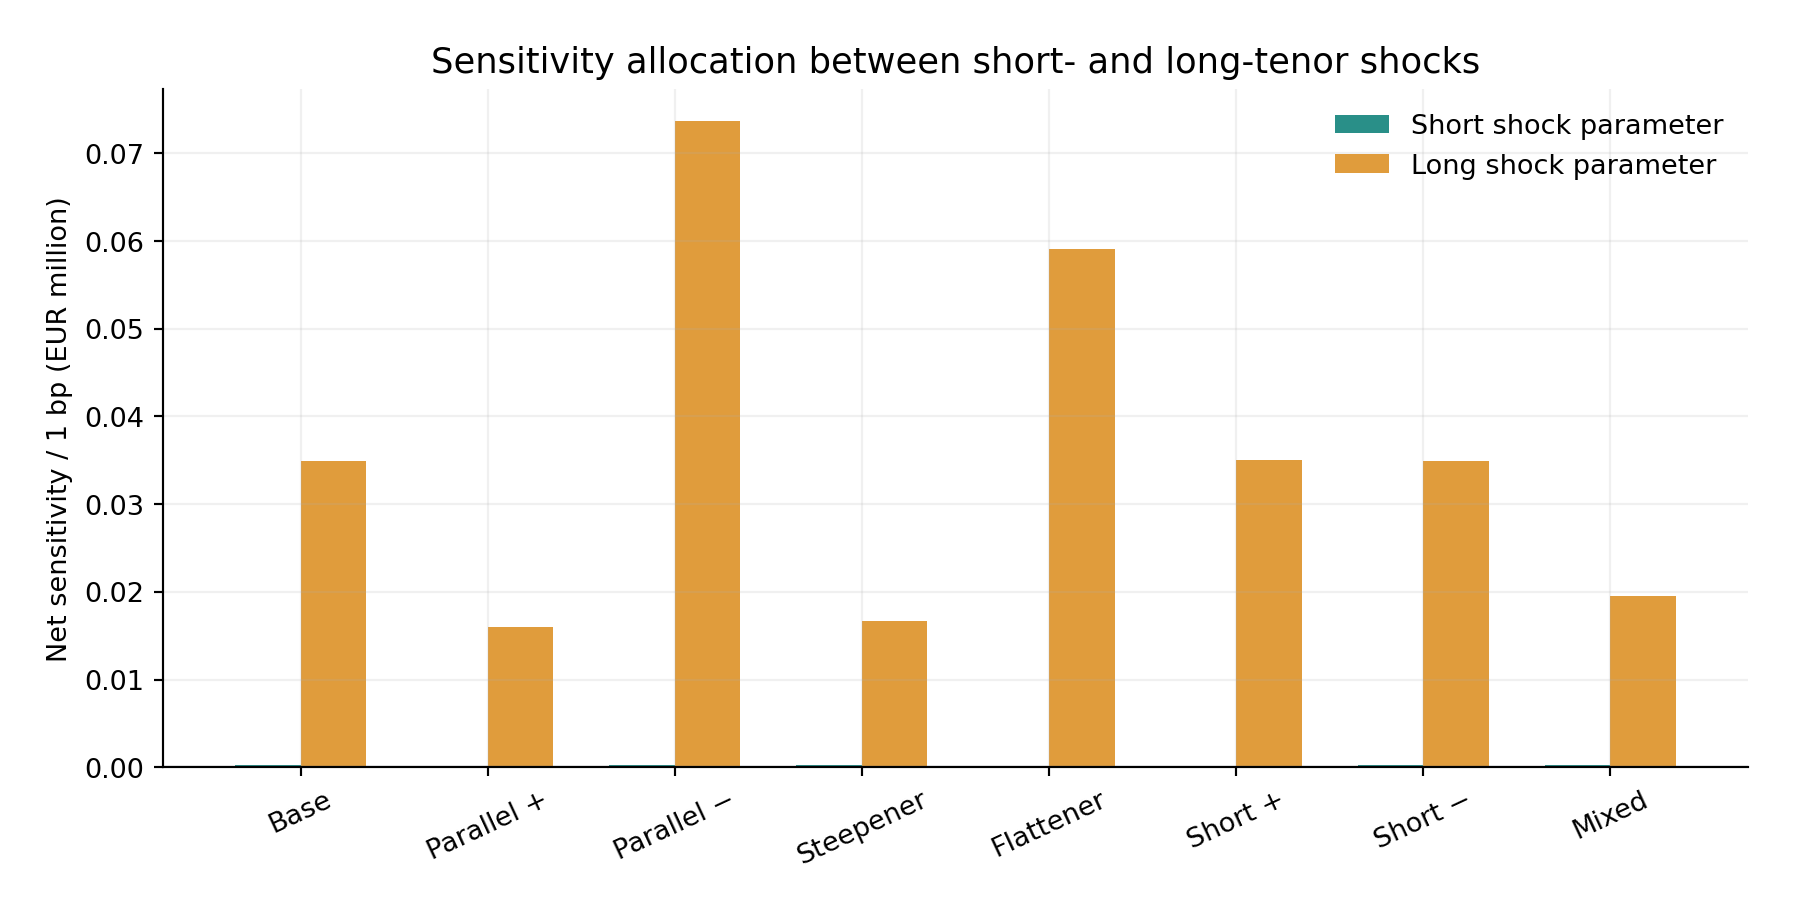 Sensitivity allocation between short- and long-tenor shocks
Short shock parameter
Long shock parameter
Net sensitivity / 1 bp (EUR million)
0.07
0.06
0.05
0.04
0.03
0.02
0.01
0.00
Base
Parallel +
Parallel −
Steepener
Flattener
Short +
Short −
Mixed